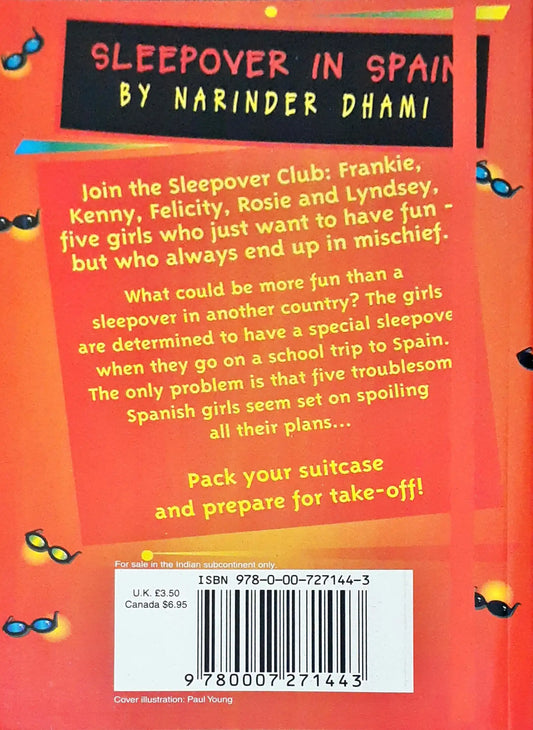 SLEEPOVER IN SPAIN
BY NARINDER DHAMI
Join the Sleepover Club: Frankie,
Kenny, Felicity, Rosie and Lyndsey,
five girls who just want to have fun -
but who always end up in mischief.
What could be more fun than a
sleepover in another country? The girls
are determined to have a special sleepove
when they go on a school trip to Spain.
The only problem is that five troublesom
Spanish girls seem set on spoiling
all their plans...
Pack your suitcase
and prepare for take-off!
For sale in the Indian subcontinent only.
U.K. £3.50
Canada $6.95
ISBN 978-0-00-727144-3
9 780007 271443
Cover illustration: Paul Young